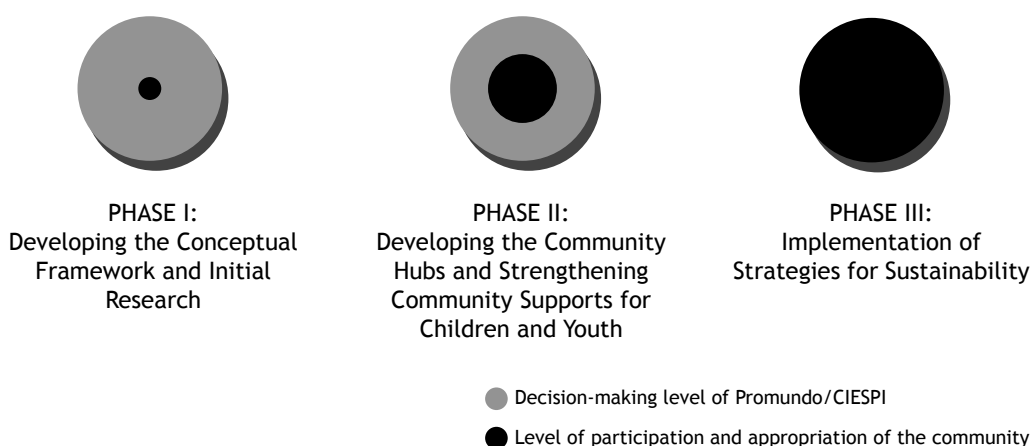 PHASE I:
Developing the Conceptual
Framework and Initial
Research
PHASE II:
Developing the Community
Hubs and Strengthening
Community Supports for
Children and Youth
PHASE III:
Implementation of
Strategies for Sustainability
Decision-making level of Promundo/CIESPI
Level of participation and appropriation of the community